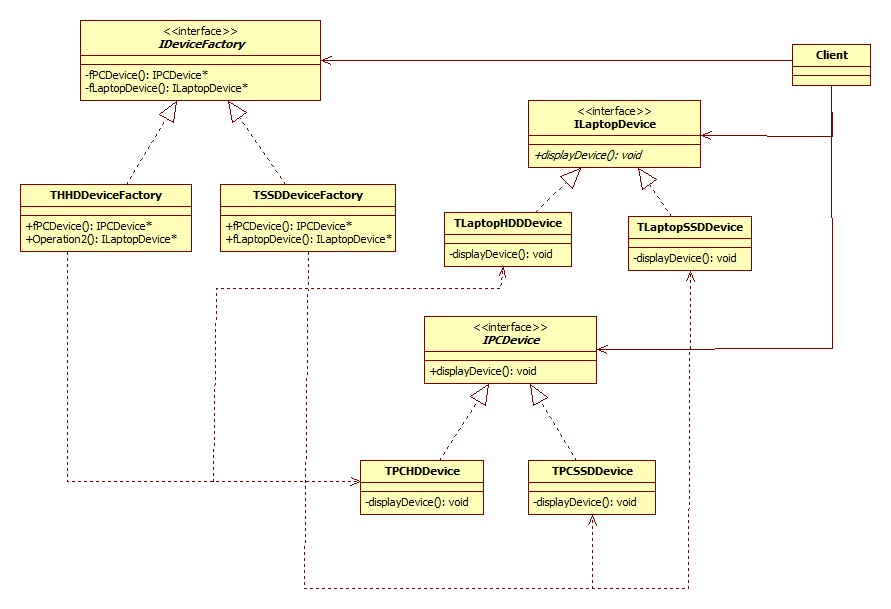 <<interface>>
IDeviceFactory
-fPCDevice(): IPCDevice*
-fLaptopDevice(): ILaptopDevice*
Client
<<interface>>
ILaptopDevice
+displayDevice(): void
THHDDeviceFactory
+fPCDevice(): IPCDevice*
+Operation2(): ILaptopDevice*
TSSDDeviceFactory
+fPCDevice(): IPCDevice*
+fLaptopDevice(): ILaptopDevice*
TLaptopHDDDevice
-displayDevice(): void
TLaptopSSDDevice
-displayDevice(): void
<<interface>>
IPCDevice
+displayDevice(): void
TPCHDDevice
-displayDevice(): void
TPCSSDDevice
-displayDevice(): void